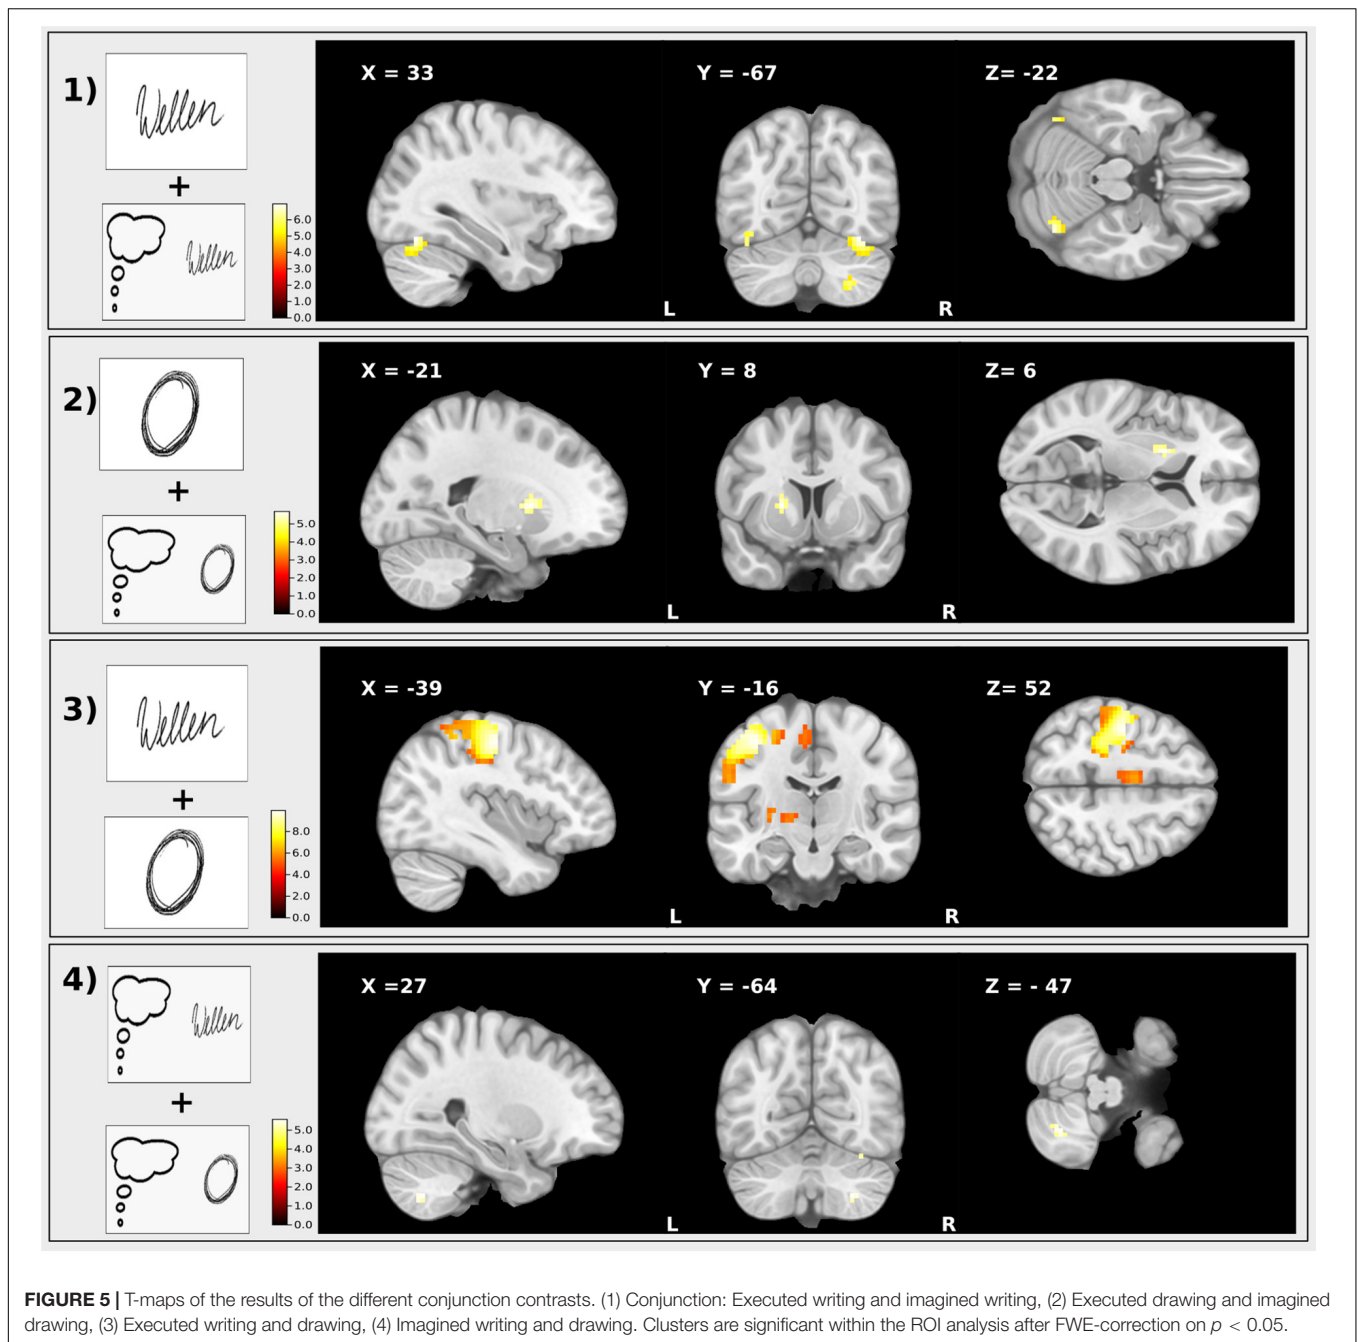 1)
Wellen
+
Wellen
6.0
5.0
4.0
3.0
2.0
1.0
0.0
X = 33
Y = -67
Z= -22
L
R
2)
+
5.0
4.0
3.0
2.0
1.0
0.0
X = -21
Y = 8
Z= 6
L
R
3)
Wellen
+
8.0
6.0
4.0
2.0
0.0
X = -39
Y = -16
Z= 52
L
R
4)
Wellen
+
5.0
4.0
3.0
2.0
1.0
0.0
X =27
Y = -64
Z = - 47
L
R
FIGURE 5 | T-maps of the results of the different conjunction contrasts. (1) Conjunction: Executed writing and imagined writing, (2) Executed drawing and imagined
drawing, (3) Executed writing and drawing, (4) Imagined writing and drawing. Clusters are significant within the ROI analysis after FWE-correction on p < 0.05.